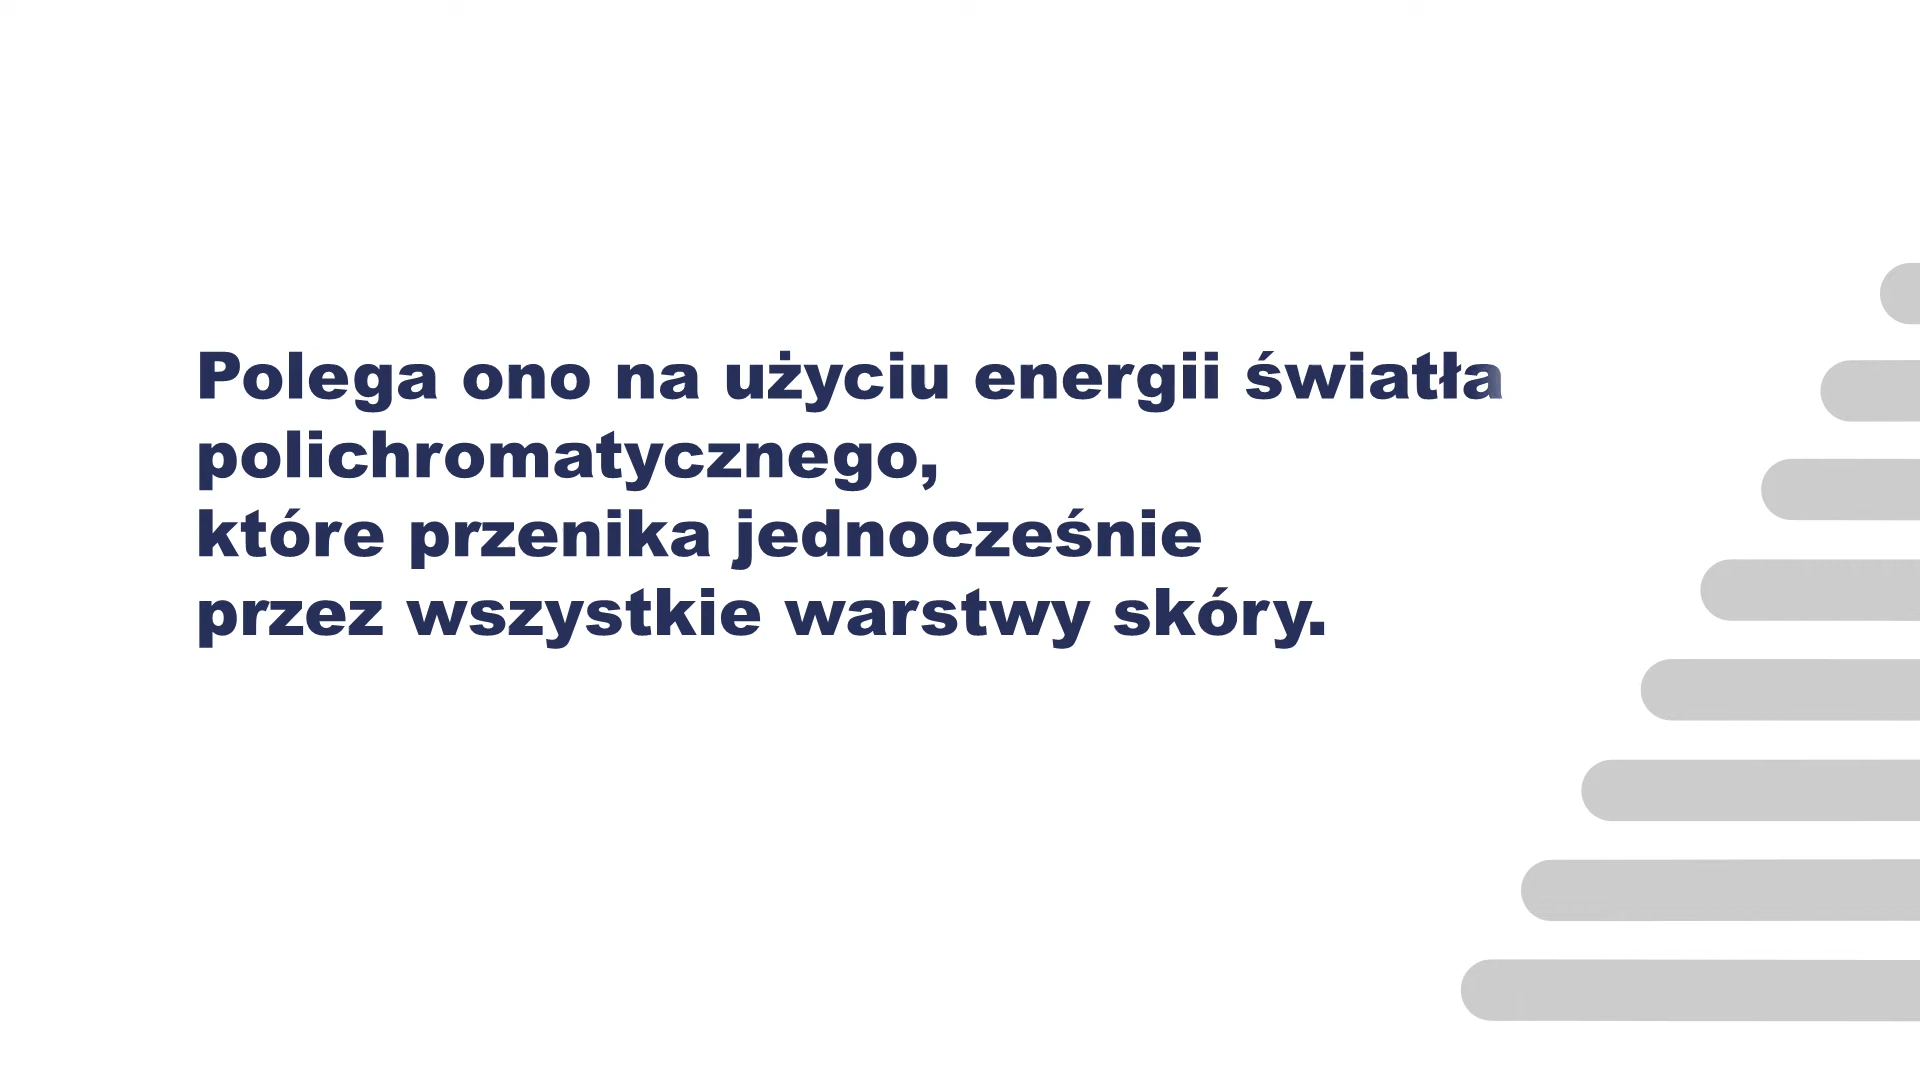 Polega ono na użyciu energii światła
polichromatycznego,
które przenika jednocześnie
przez wszystkie warstwy skóry.